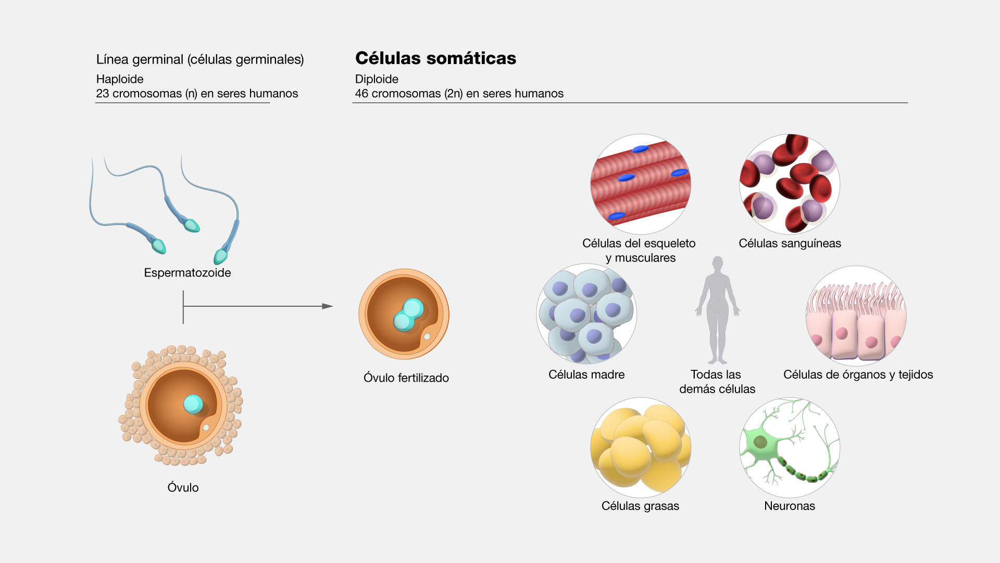 Línea germinal (células germinales)
Haploide
23 cromosomas (n) en seres humanos
Células somáticas
Diploide
46 cromosomas (2n) en seres humanos
Espermatozoide
Óvulo
Óvulo fertilizado
Células del esqueleto
y musculares
Células sanguíneas
Células madre
Todas las
demás células
Células de órganos y tejidos
Células grasas
Neuronas